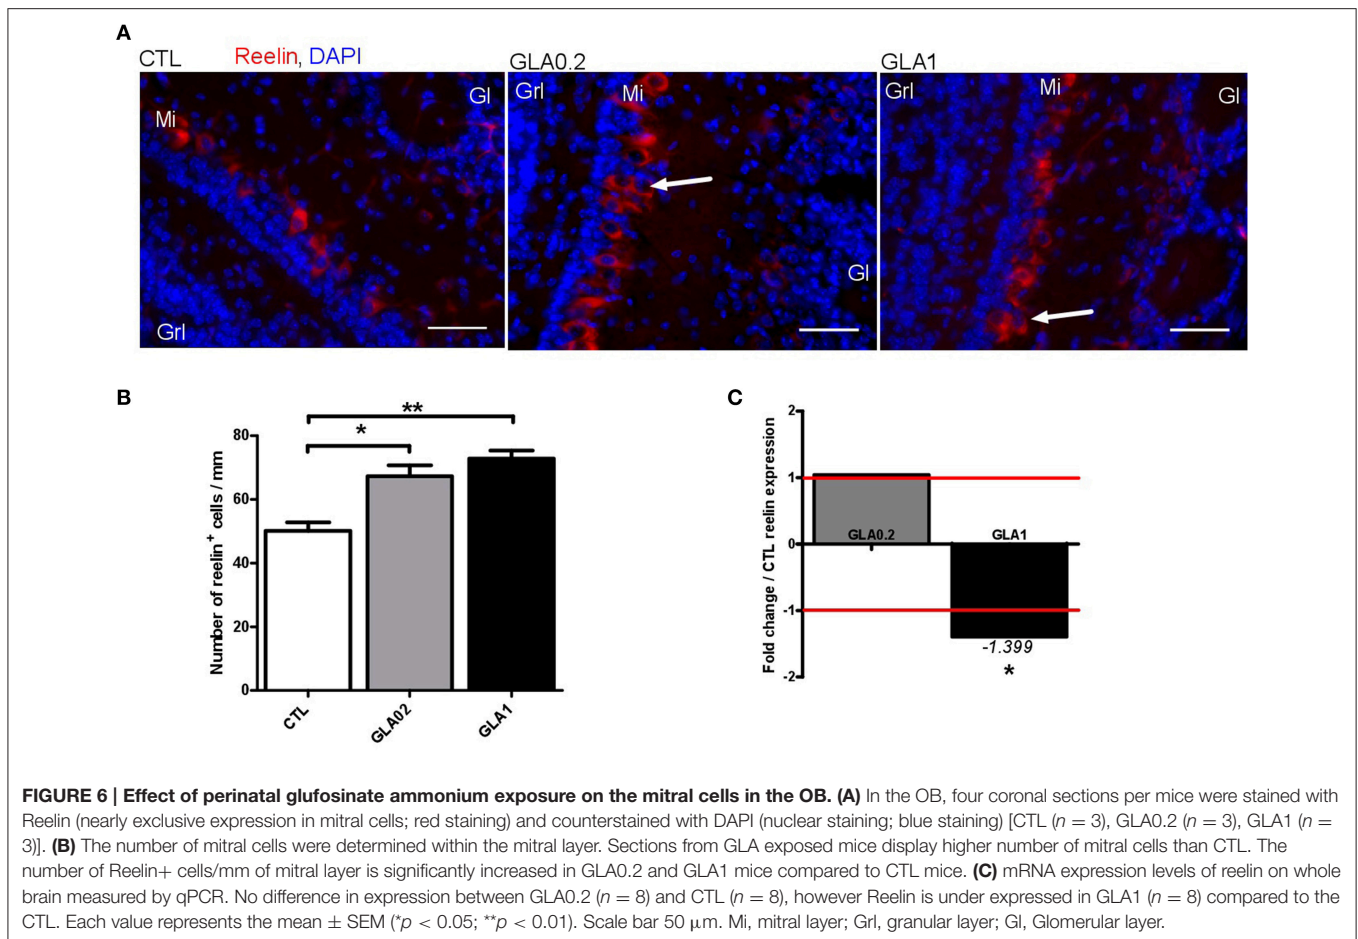 A
CTL Reelin, DAPI
GLA0.2
GLA1
Mi
Gl
Grl
Grl
Mi
Gl
Grl
Mi
Gl
B
Number of reelin+ cells / mm
80
60
40
20
0
*
**
CTL
GLA02
GLA1
C
Fold change / CTL reelin expression
2
1
0
-1
-2
GLA0.2
GLA1
-1.399
*
FIGURE 6 | Effect of perinatal glufosinate ammonium exposure on the mitral cells in the OB. (A) In the OB, four coronal sections per mice were stained with
Reelin (nearly exclusive expression in mitral cells; red staining) and counterstained with DAPI (nuclear staining; blue staining) [CTL (n = 3), GLA0.2 (n = 3), GLA1 (n =
3)]. (B) The number of mitral cells were determined within the mitral layer. Sections from GLA exposed mice display higher number of mitral cells than CTL. The
number of Reelin+ cells/mm of mitral layer is significantly increased in GLA0.2 and GLA1 mice compared to CTL mice. (C) mRNA expression levels of reelin on whole
brain measured by qPCR. No difference in expression between GLA0.2 (n = 8) and CTL (n = 8), however Reelin is under expressed in GLA1 (n = 8) compared to the
CTL. Each value represents the mean ± SEM (*p < 0.05; **p < 0.01). Scale bar 50 μm. Mi, mitral layer; Grl, granular layer; Gl, Glomerular layer.